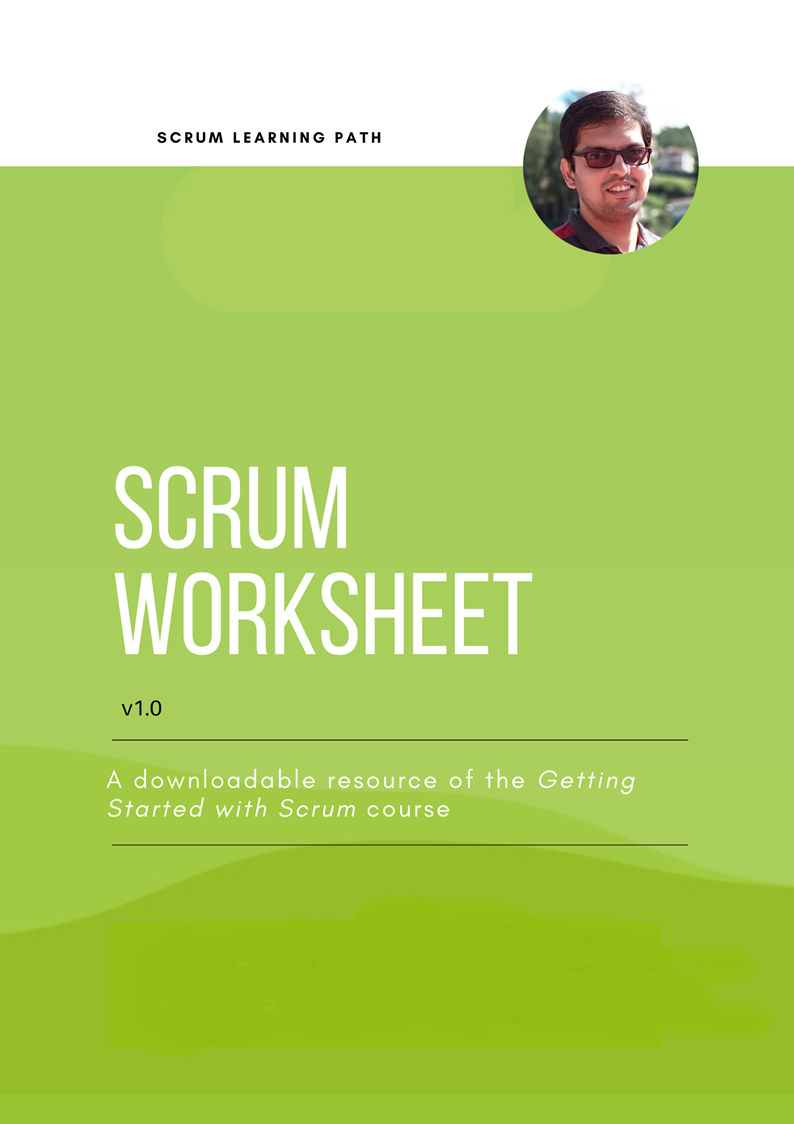 SCRUM LEARNING PATH
SCRUM
WORKSHEET
v1.0
A downloadable resource of the Getting
Started with Scrum course